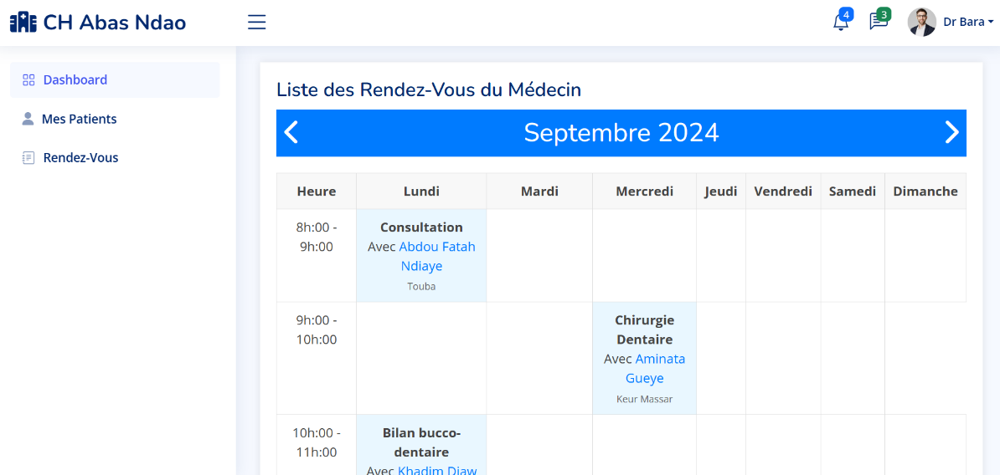 CH Abas Ndao
4
3
Dr Bara
Dashboard
Mes Patients
Rendez-Vous
Liste des Rendez-Vous du Médecin
Septembre 2024
Heure Lundi Mardi Mercredi Jeudi Vendredi Samedi Dimanche
8h:00 -
9h:00
Consultation
Avec Abdou Fatah
Ndiaye
Touba
9h:00 -
10h:00
Chirurgie
Dentaire
Avec Aminata
Gueye
Keur Massar
10h:00 -
11h:00
Bilan bucco-
dentaire
Avec Khadim Diaw